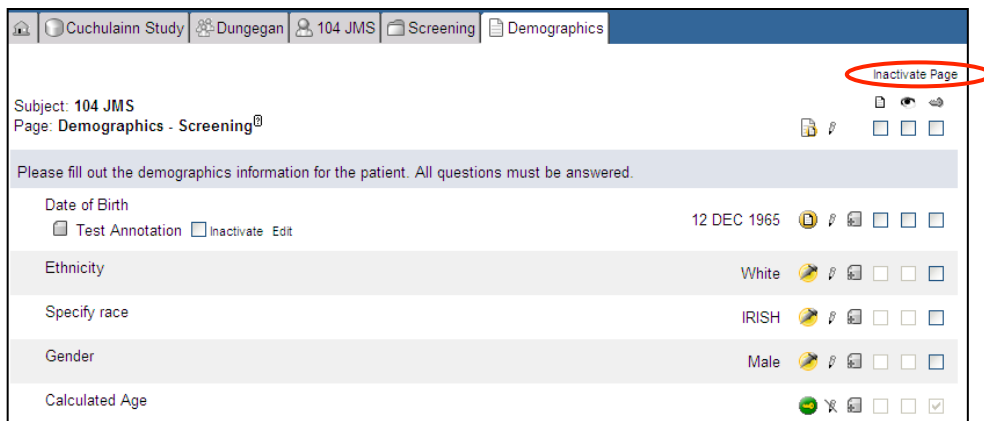 Cuchulainn Study Dungegan 104 JMS Screening Demographics
Inactivate Page
Subject: 104 JMS
Page: Demographics - Screening
Please fill out the demographics information for the patient. All questions must be answered.
Date of Birth
Test Annotation Inactivate Edit 12 DEC 1965
Ethnicity White
Specify race IRISH
Gender Male
Calculated Age